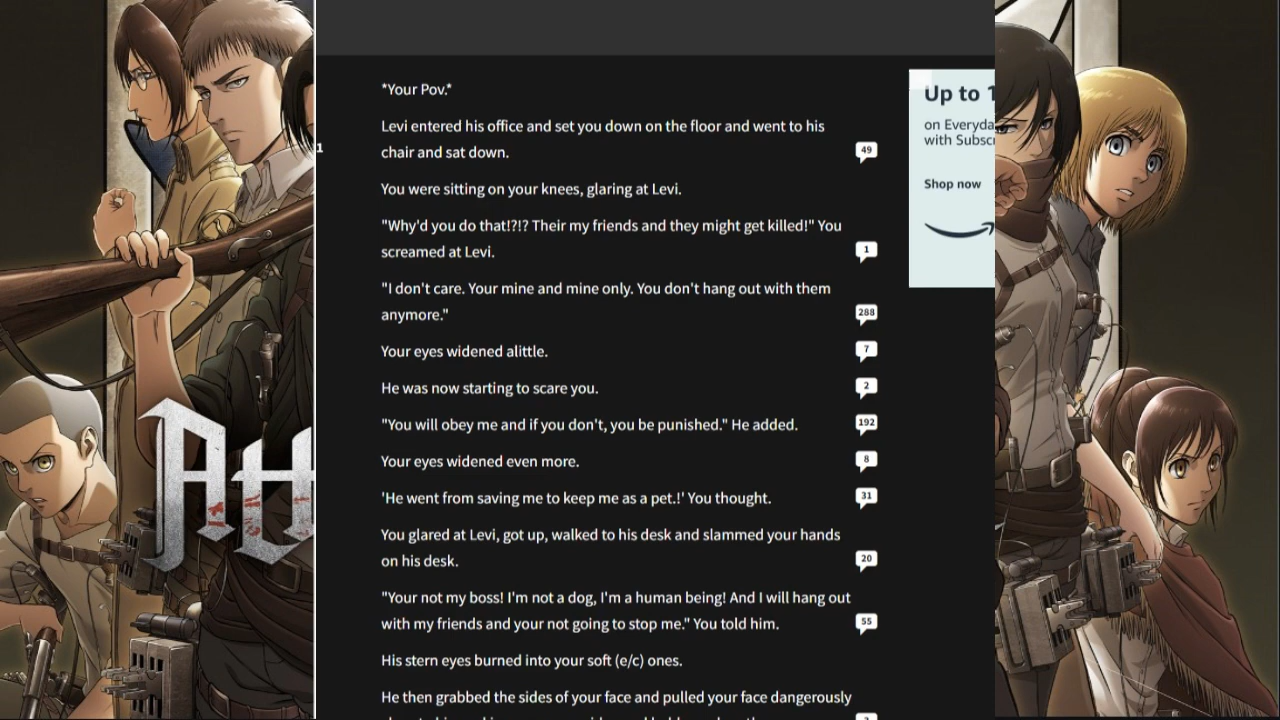 *Your Pov.*
Levi entered his office and set you down on the floor and went to his
chair and sat down.
49
You were sitting on your knees, glaring at Levi.
"Why'd you do that!?!? Their my friends and they might get killed!" You
screamed at Levi.
1
"I don't care. Your mine and mine only. You don't hang out with them
anymore."
288
Your eyes widened alittle.
7
He was now starting to scare you.
2
"You will obey me and if you don't, you be punished." He added.
192
Your eyes widened even more.
8
'He went from saving me to keep me as a pet.!' You thought.
31
You glared at Levi, got up, walked to his desk and slammed your hands
on his desk.
20
"Your not my boss! I'm not a dog, I'm a human being! And I will hang out
with my friends and your not going to stop me." You told him.
55
His stern eyes burned into your soft (e/c) ones.
He then grabbed the sides of your face and pulled your face dangerously
1
Up to 1
on Everyda
with Subsc
Shop now
Att